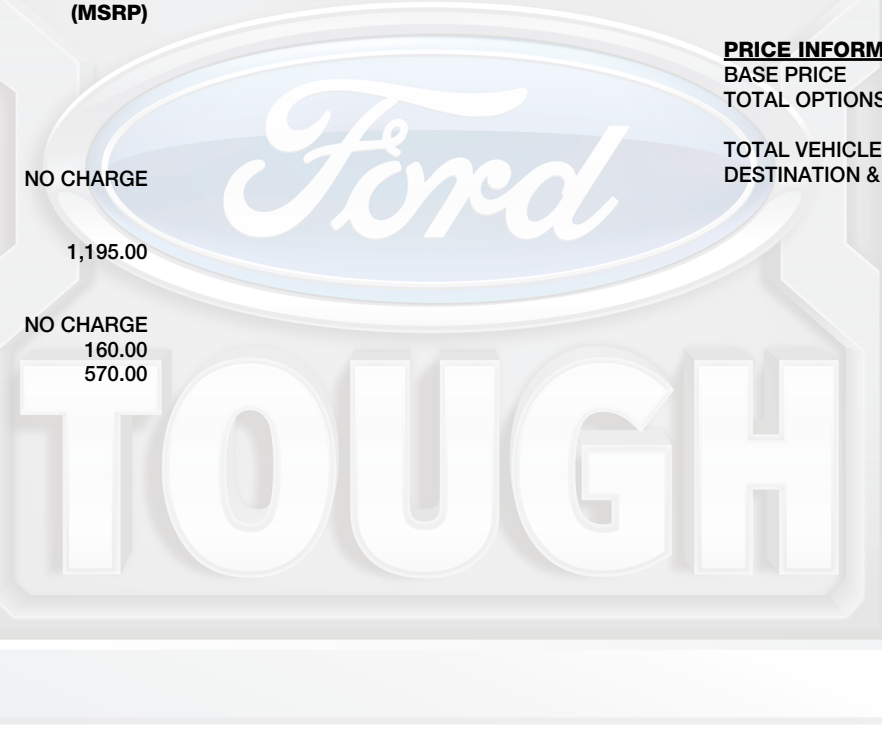 (MSRP)
NO CHARGE
1,195.00
NO CHARGE
160.00
570.00
PRICE INFORM
BASE PRICE
TOTAL OPTIONS
TOTAL VEHICLE
DESTINATION &
Ford
TOUGH